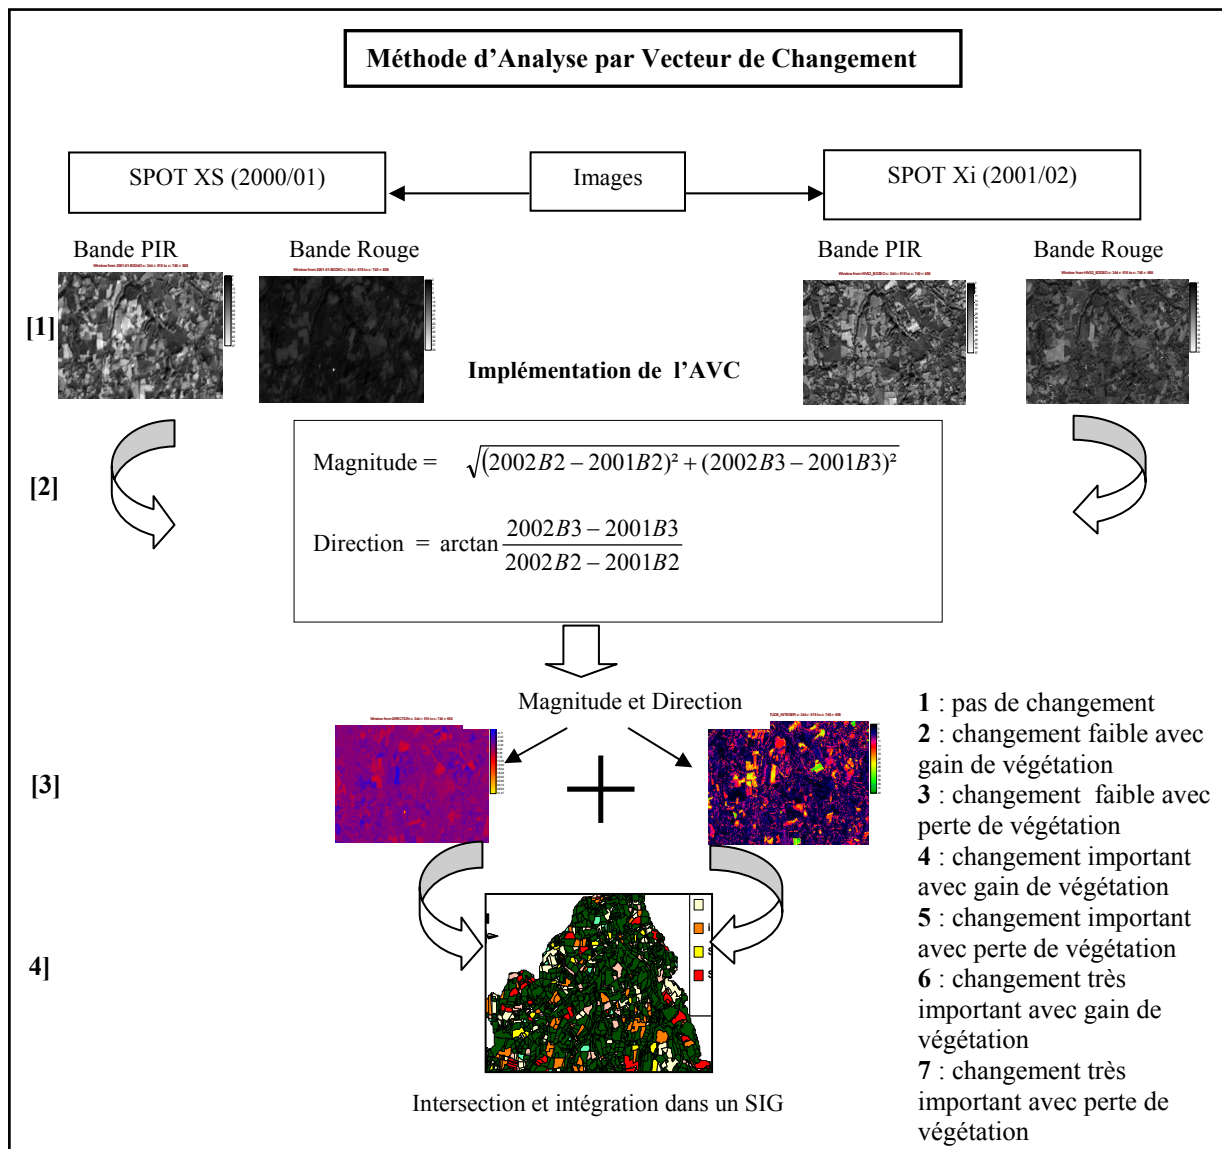 Méthode d'Analyse par Vecteur de Changement
SPOT XS (2000/01)
Images
SPOT Xi (2001/02)
Bande PIR
Bande Rouge
Bande PIR
Bande Rouge
[1]
Implémentation de l'AVC
[2]
Magnitude = √(2002B2 − 2001B2)² + (2002B3 − 2001B3)²
Direction = arctan 2002B3 − 2001B3
2002B2 − 2001B2
Magnitude et Direction
[3]
4]
Intersection et intégration dans un SIG
1 : pas de changement
2 : changement faible avec
gain de végétation
3 : changement faible avec
perte de végétation
4 : changement important
avec gain de végétation
5 : changement important
avec perte de végétation
6 : changement très
important avec gain de
végétation
7 : changement très
important avec perte de
végétation